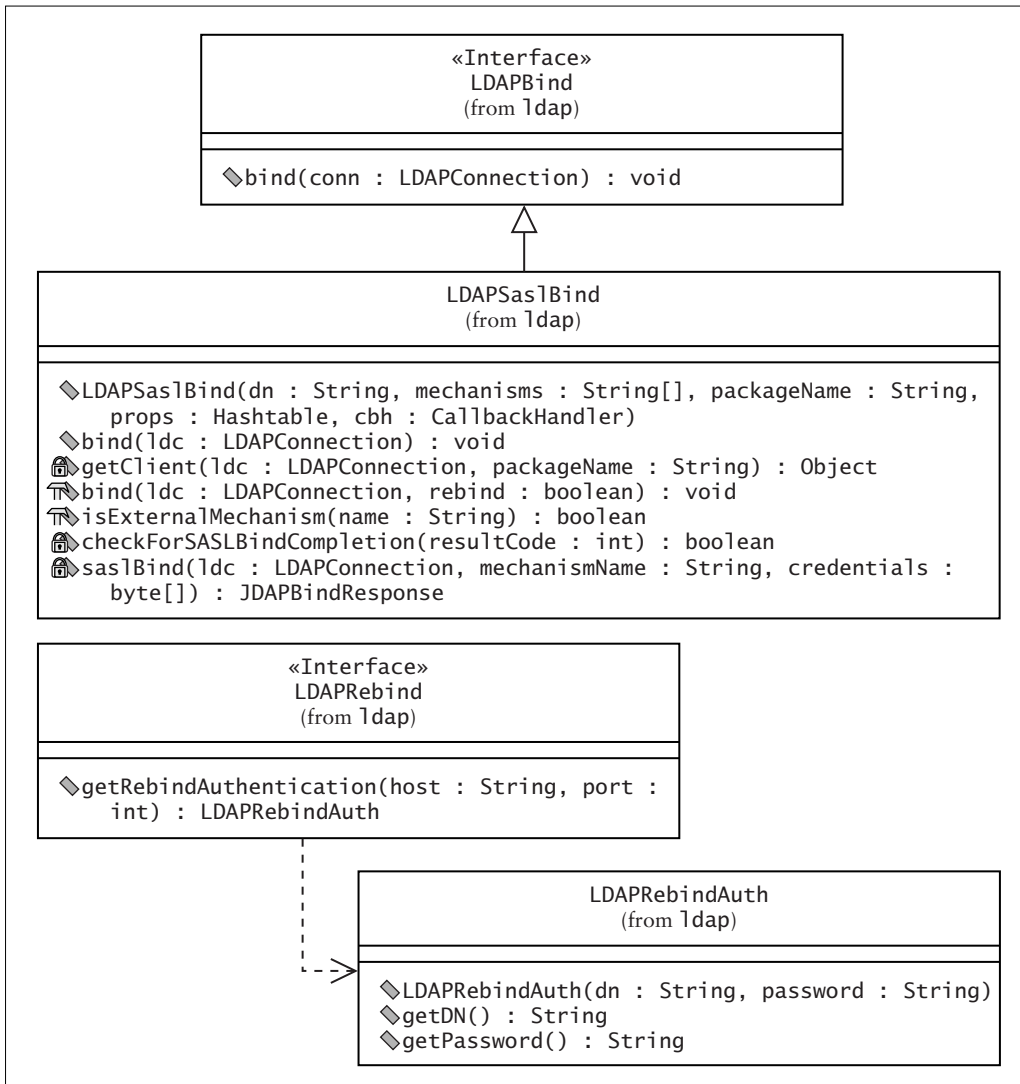 «Interface»
LDAPBind
(from ldap)
bind(conn : LDAPConnection) : void
LDAPSaslBind
(from ldap)
LDAPSaslBind(dn : String, mechanisms : String[], packageName : String,
props : Hashtable, cbh : CallbackHandler)
bind(ldc : LDAPConnection) : void
getClient(ldc : LDAPConnection, packageName : String) : Object
bind(ldc : LDAPConnection, rebind : boolean) : void
isExternalMechanism(name : String) : boolean
checkForSASLBindCompletion(resultCode : int) : boolean
saslBind(ldc : LDAPConnection, mechanismName : String, credentials :
byte[]) : JDAPBindResponse
«Interface»
LDAPRebind
(from ldap)
getRebindAuthentication(host : String, port :
int) : LDAPRebindAuth
LDAPRebindAuth
(from ldap)
LDAPRebindAuth(dn : String, password : String)
getDN() : String
getPassword() : String